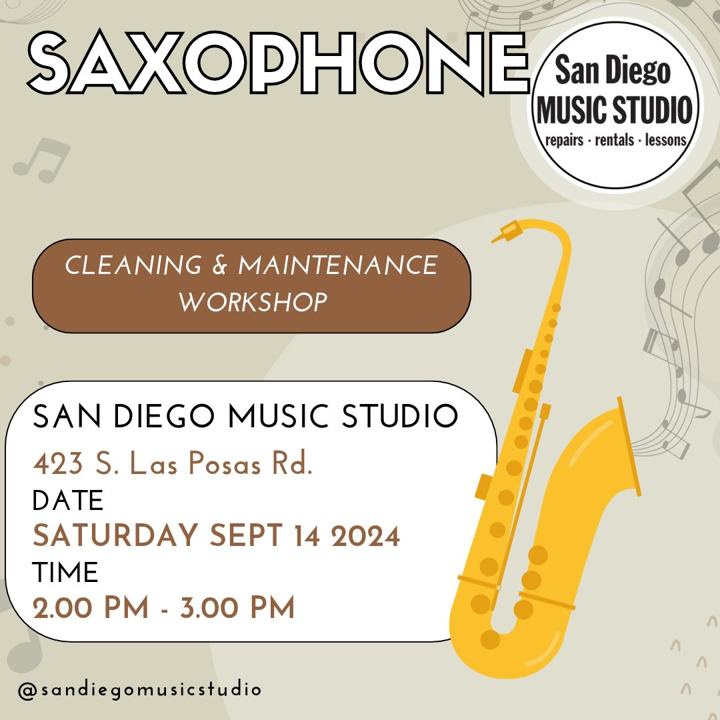 SAXOPHONE
San Diego
MUSIC STUDIO
repairs · rentals · lessons
CLEANING & MAINTENANCE
WORKSHOP
SAN DIEGO MUSIC STUDIO
423 S. Las Posas Rd.
DATE
SATURDAY SEPT 14 2024
TIME
2.00 PM - 3.00 PM
@sandiegomusicstudio